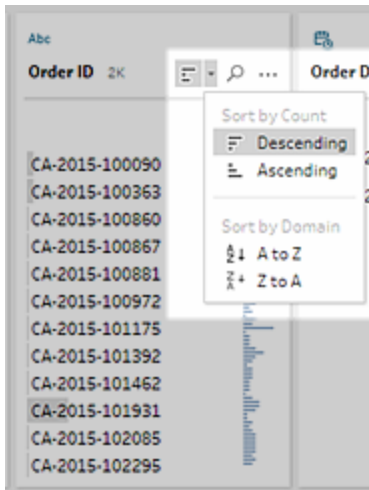 Abc
Order ID 2K
Order D
Sort by Count
Descending
Ascending
Sort by Domain
A to Z
Z to A
CA-2015-100090
CA-2015-100363
CA-2015-100860
CA-2015-100867
CA-2015-100881
CA-2015-100972
CA-2015-101175
CA-2015-101392
CA-2015-101462
CA-2015-101931
CA-2015-102085
CA-2015-102295